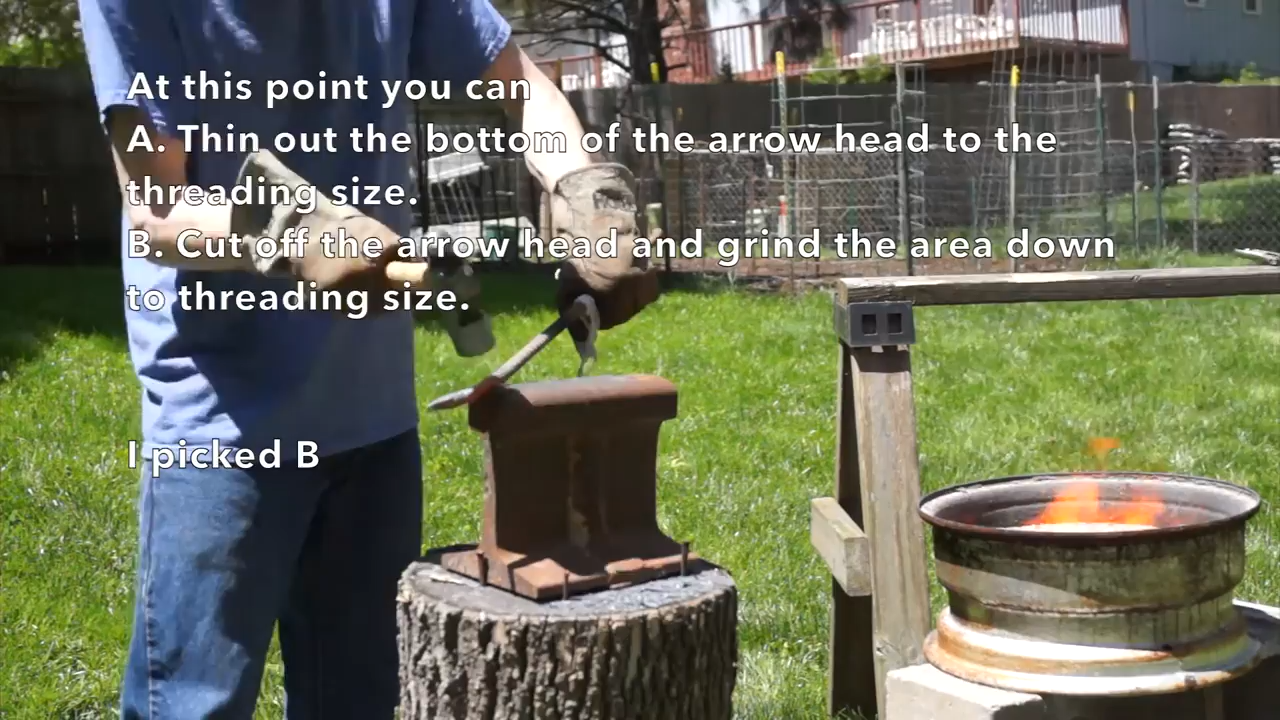 At this point you can
A. Thin out the bottom of the arrow head to the
threading size.
B. Cut off the arrow head and grind the area down
to threading size.
I picked B